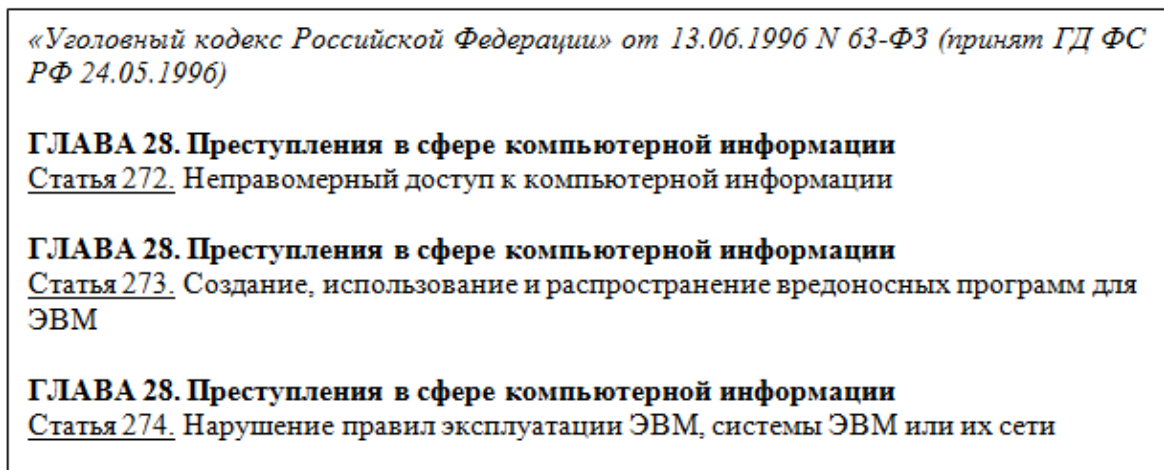 «Уголовный кодекс Российской Федерации» от 13.06.1996 N 63-ФЗ (принят ГД ФС
РФ 24.05.1996)
ГЛАВА 28. Преступления в сфере компьютерной информации
Статья 272. Неправомерный доступ к компьютерной информации
ГЛАВА 28. Преступления в сфере компьютерной информации
Статья 273. Создание, использование и распространение вредоносных программ для
ЭВМ
ГЛАВА 28. Преступления в сфере компьютерной информации
Статья 274. Нарушение правил эксплуатации ЭВМ, системы ЭВМ или их сети